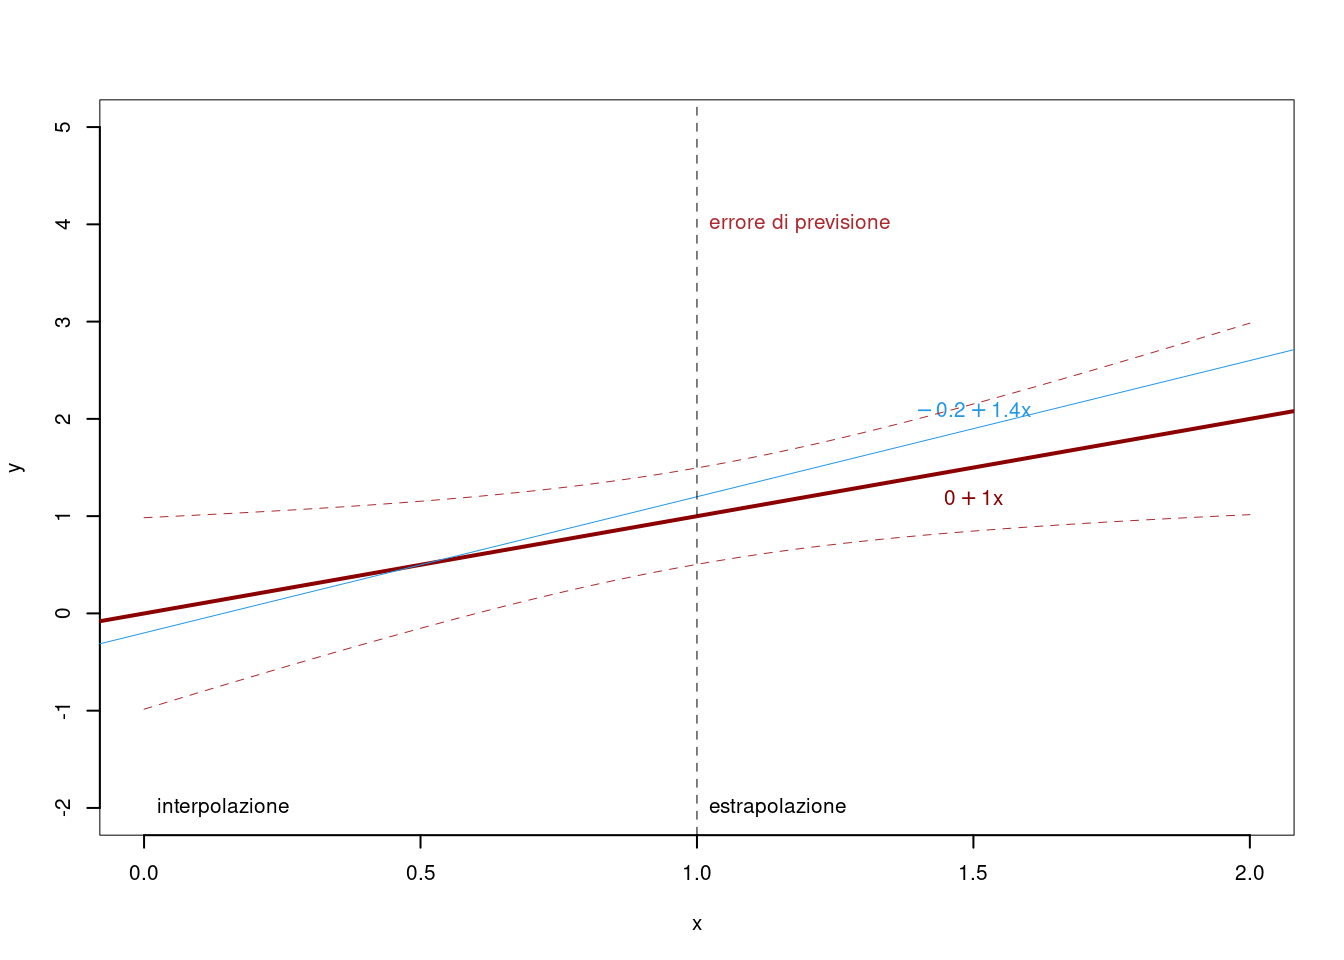 5
4
3
2
1
0
-1
-2
y
errore di previsione
−0.2 + 1.4x
0 + 1x
interpolazione
estrapolazione
0.0 0.5 1.0 1.5 2.0
x